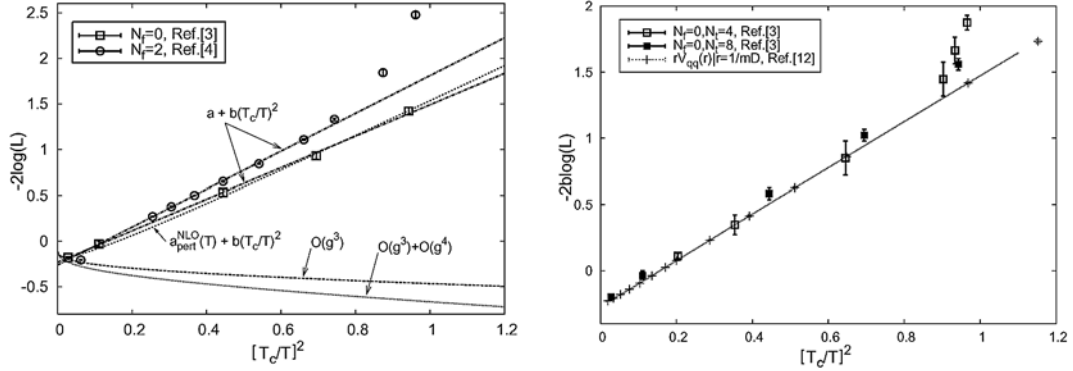 N_f=0, Ref.[3]
N_f=2, Ref.[4]
2.5
2
1.5
1
0.5
0
-0.5
-2log(L)
a + b(T_c/T)^2
a_pert^NLO(T) + b(T_c/T)^2
O(g^3)
O(g^3)+O(g^4)
0 0.2 0.4 0.6 0.8 1 1.2
[T_c/T]^2
N_f=0,N_t=4, Ref.[3]
N_f=0,N_t=8, Ref.[3]
rV_qq(r)|r=1/mD, Ref.[12]
2
1.5
1
0.5
0
-2blog(L)
0 0.2 0.4 0.6 0.8 1 1.2
[T_c/T]^2